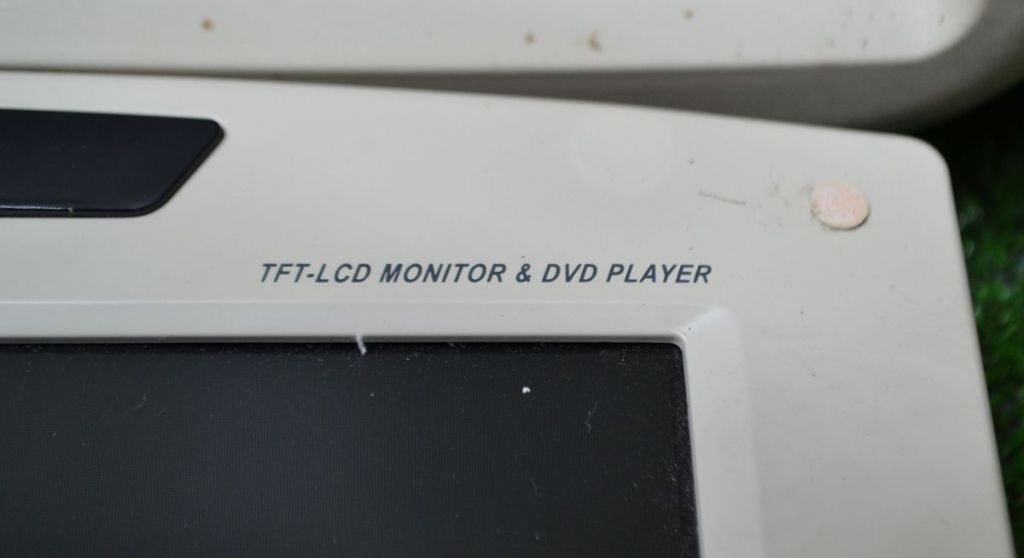 TFT-LCD MONITOR & DVD PLAYER